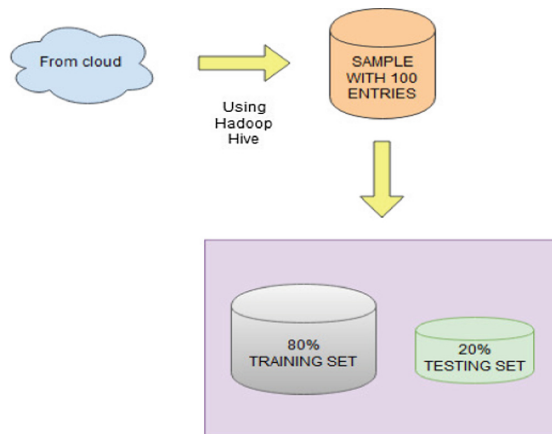 From cloud
Using
Hadoop
Hive
SAMPLE
WITH 100
ENTRIES
80%
TRAINING SET
20%
TESTING SET